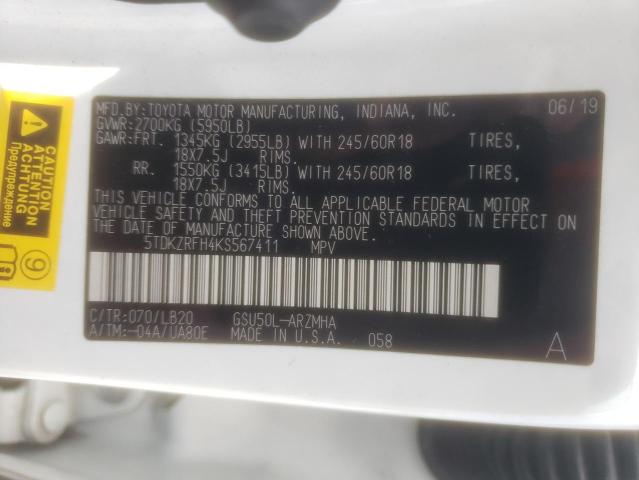 CAUTION
ATTENTION
ACHTUNG
Предупреждение
9
MFD.BY:TOYOTA MOTOR MANUFACTURING, INDIANA, INC. 06/19
GVWR:2700KG (5950LB)
GAWR:FRT. 1345KG (2955LB) WITH 245/60R18 TIRES,
18X7.5J RIMS.
RR. 1550KG (3415LB) WITH 245/60R18 TIRES,
18X7.5J RIMS.
THIS VEHICLE CONFORMS TO ALL APPLICABLE FEDERAL MOTOR
VEHICLE SAFETY AND THEFT PREVENTION STANDARDS IN EFFECT ON
THE DATE OF MANUFACTURE SHOWN ABOVE.
5TDKZRFH4KS567411 MPV
C/TR:070/LB20 GSU50L-ARZMHA
A/TM:-04A/UA80E MADE IN U.S.A. 058 A